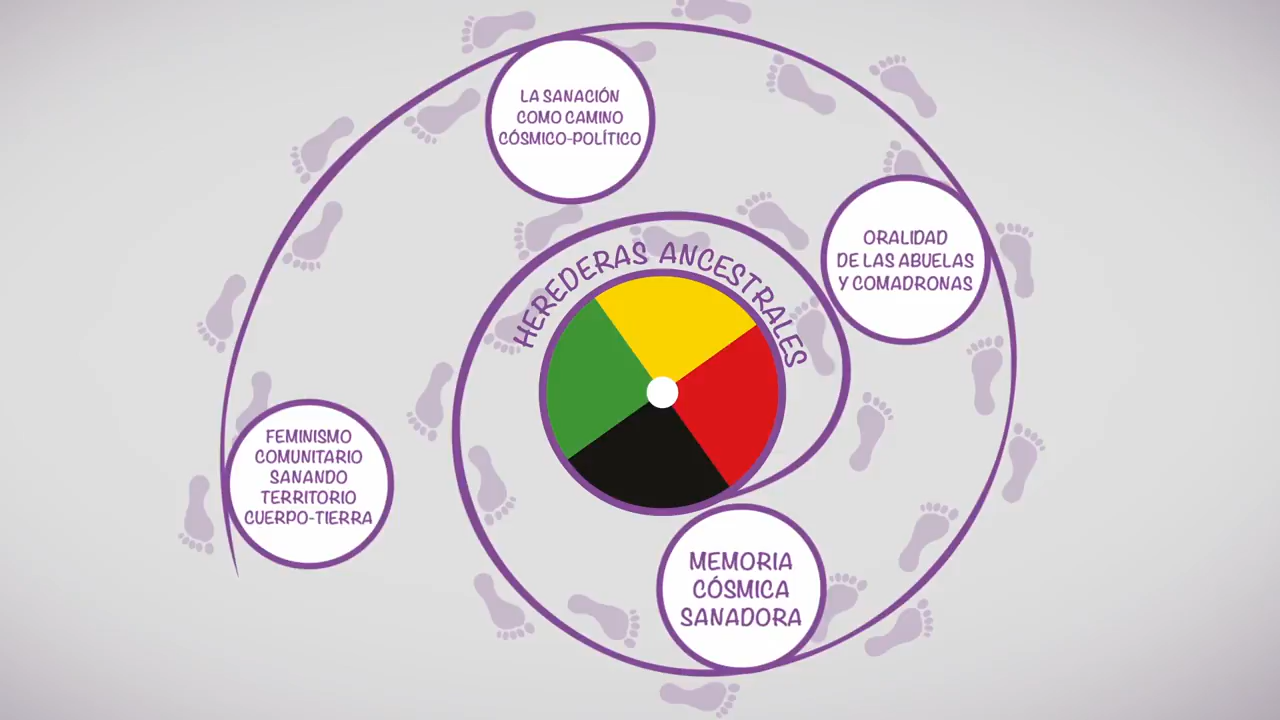 LA SANACIÓN
COMO CAMINO
CÓSMICO-POLÍTICO
ORALIDAD
DE LAS ABUELAS
Y COMADRONAS
HEREDERAS ANCESTRALES
FEMINISMO
COMUNITARIO
SANANDO
TERRITORIO
CUERPO-TIERRA
MEMORIA
CÓSMICA
SANADORA